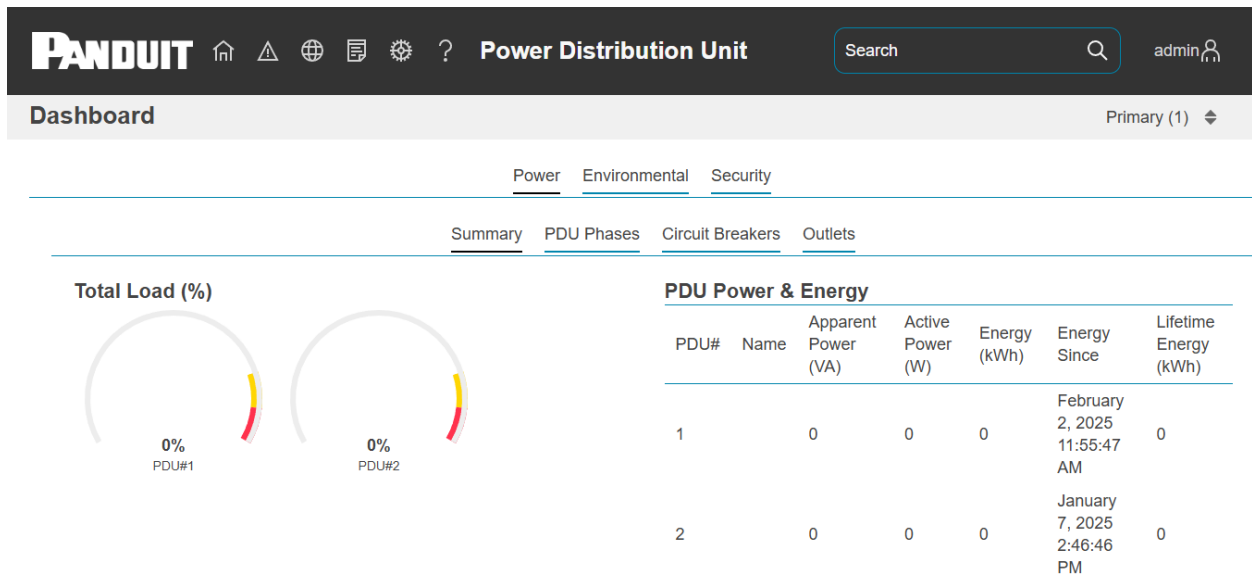 PANDUIT ? Power Distribution Unit Search admin
Dashboard Primary (1)
Power Environmental Security
Summary PDU Phases Circuit Breakers Outlets
Total Load (%)
0%
PDU#1
0%
PDU#2
PDU Power & Energy
PDU# Name Apparent Power (VA) Active Power (W) Energy (kWh) Energy Since Lifetime Energy (kWh)
1 0 0 0 February 2, 2025 11:55:47 AM 0
2 0 0 0 January 7, 2025 2:46:46 PM 0